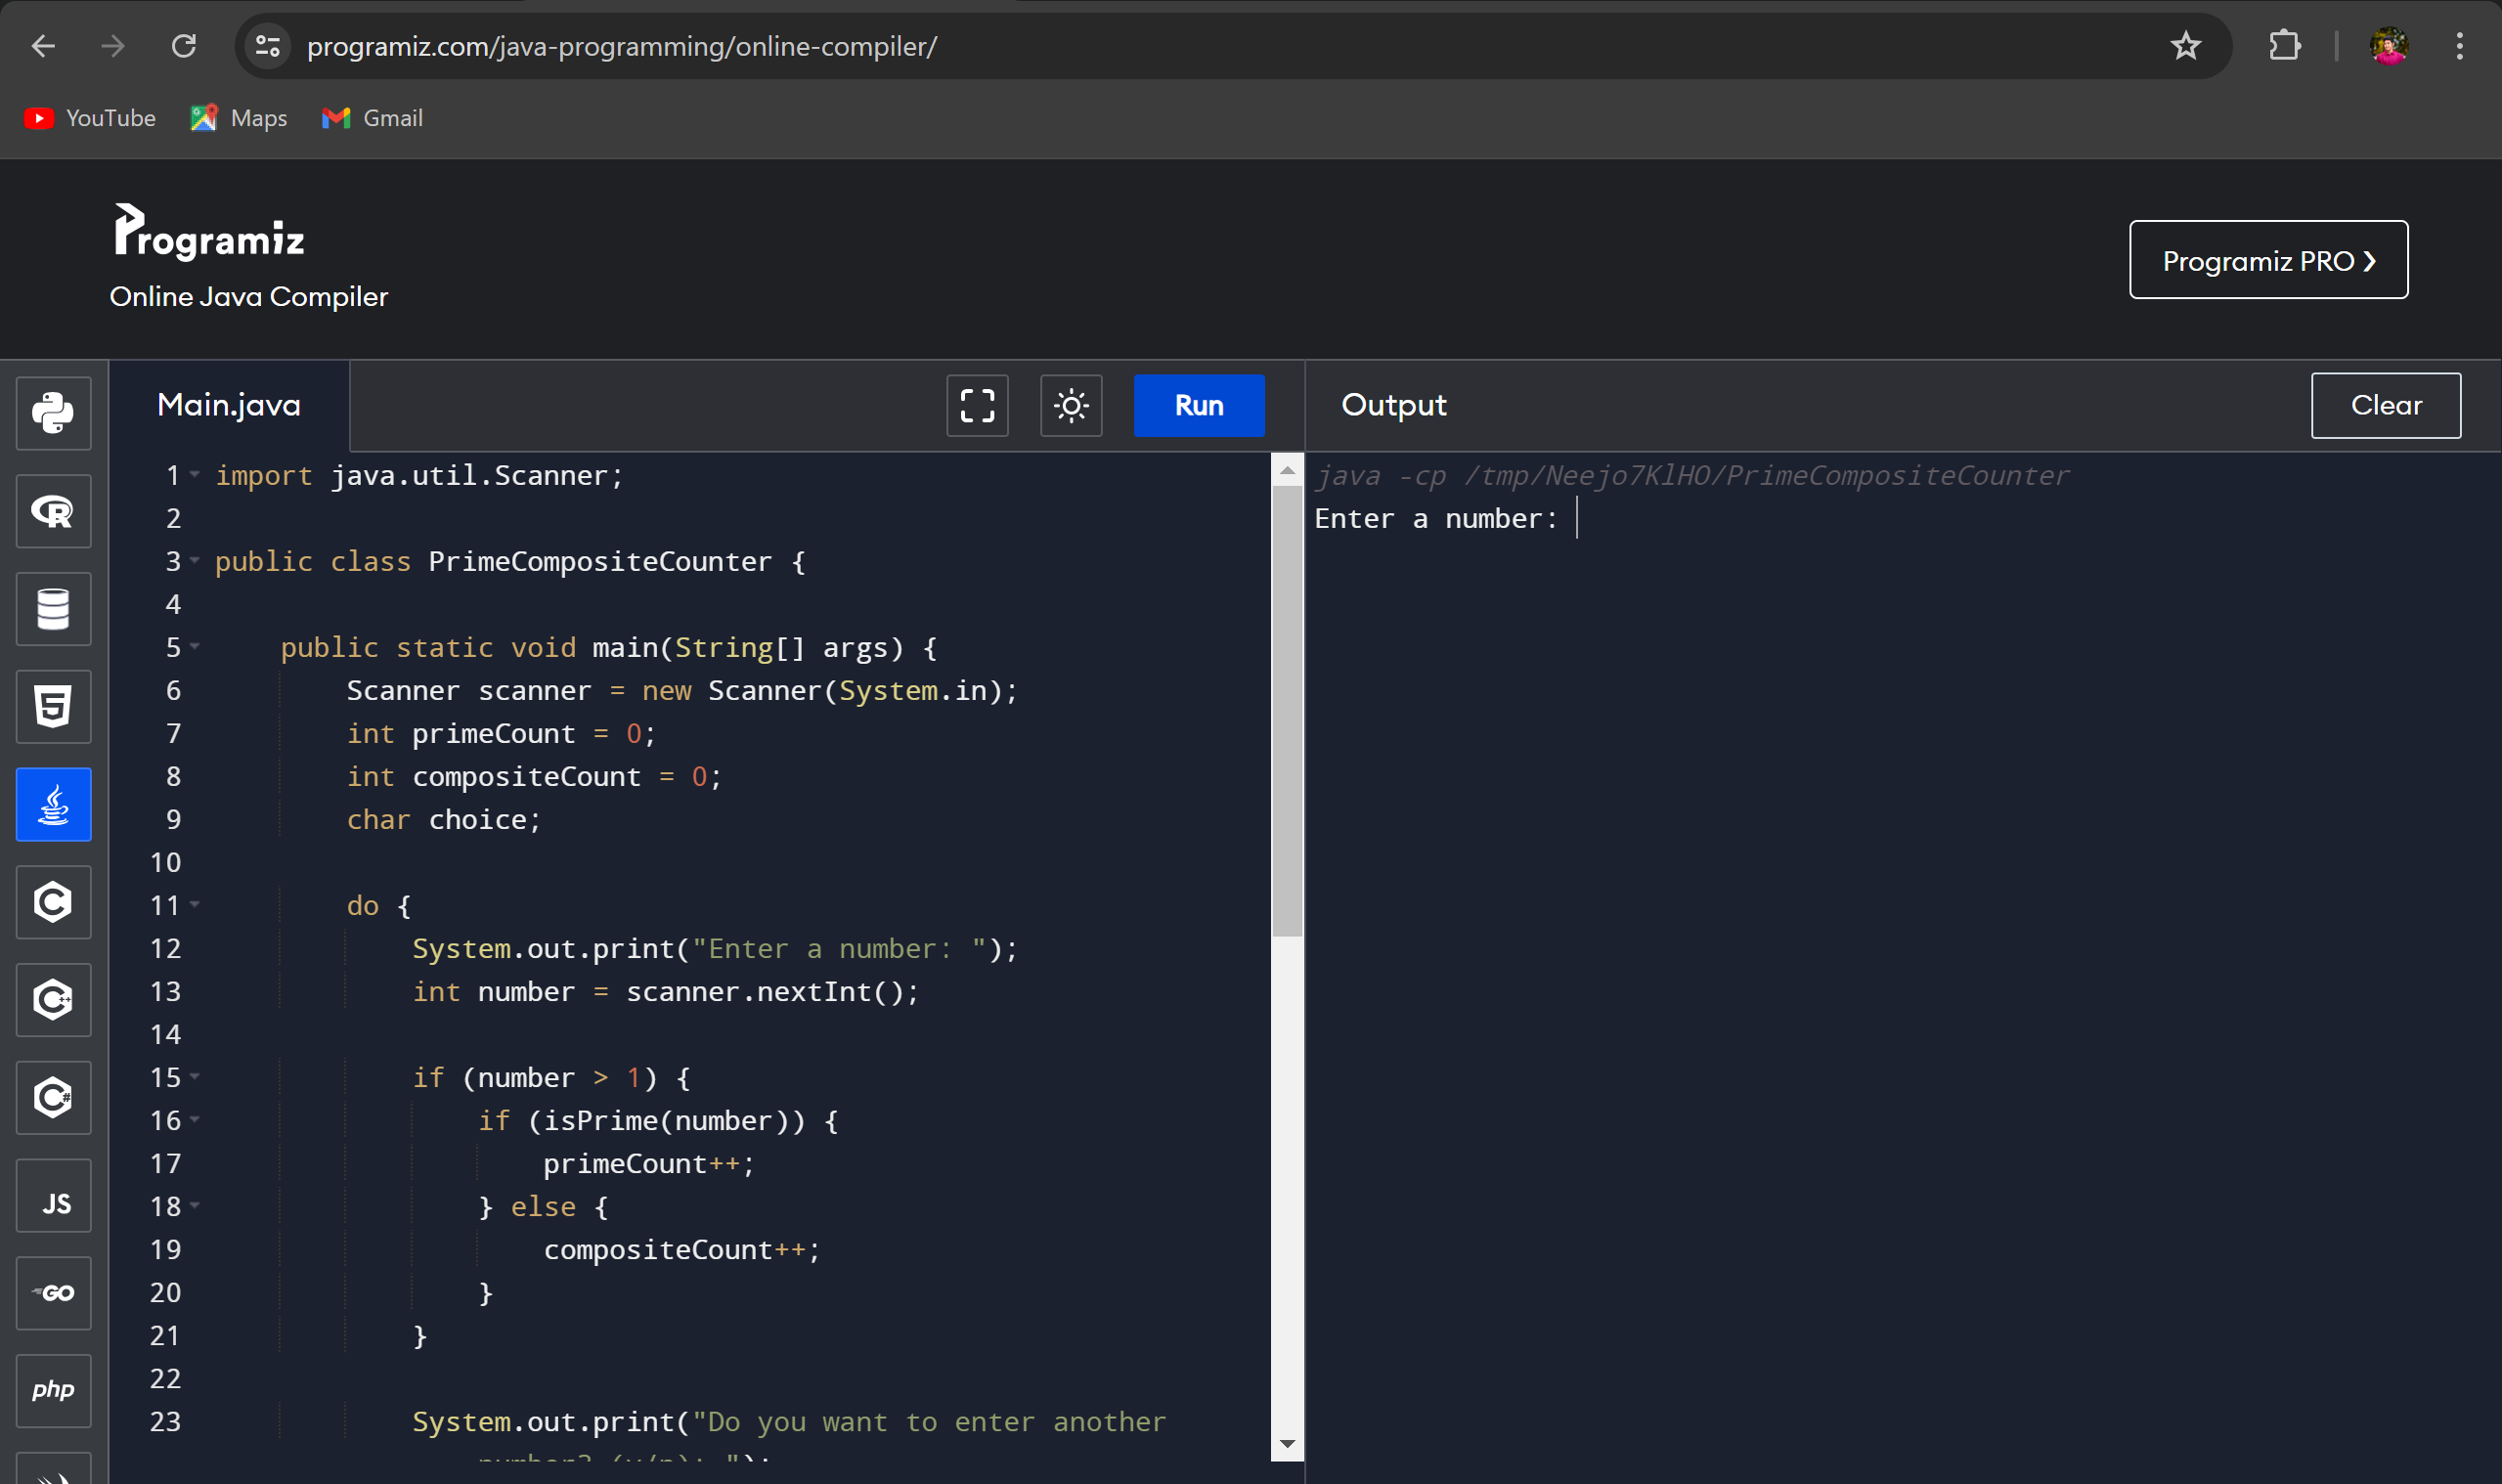 programiz.com/java-programming/online-compiler/
YouTube
Maps
Gmail
Programiz
Online Java Compiler
Programiz PRO ❯
Main.java
Run
Output
Clear
1 import java.util.Scanner;
2
3 public class PrimeCompositeCounter {
4
5     public static void main(String[] args) {
6         Scanner scanner = new Scanner(System.in);
7         int primeCount = 0;
8         int compositeCount = 0;
9         char choice;
10
11         do {
12             System.out.print("Enter a number: ");
13             int number = scanner.nextInt();
14
15             if (number > 1) {
16                 if (isPrime(number)) {
17                     primeCount++;
18                 } else {
19                     compositeCount++;
20                 }
21             }
22
23             System.out.print("Do you want to enter another
number? (y/n): ");
java -cp /tmp/Neejo7KlHO/PrimeCompositeCounter
Enter a number:
R
5
C
C++
C#
JS
GO
php